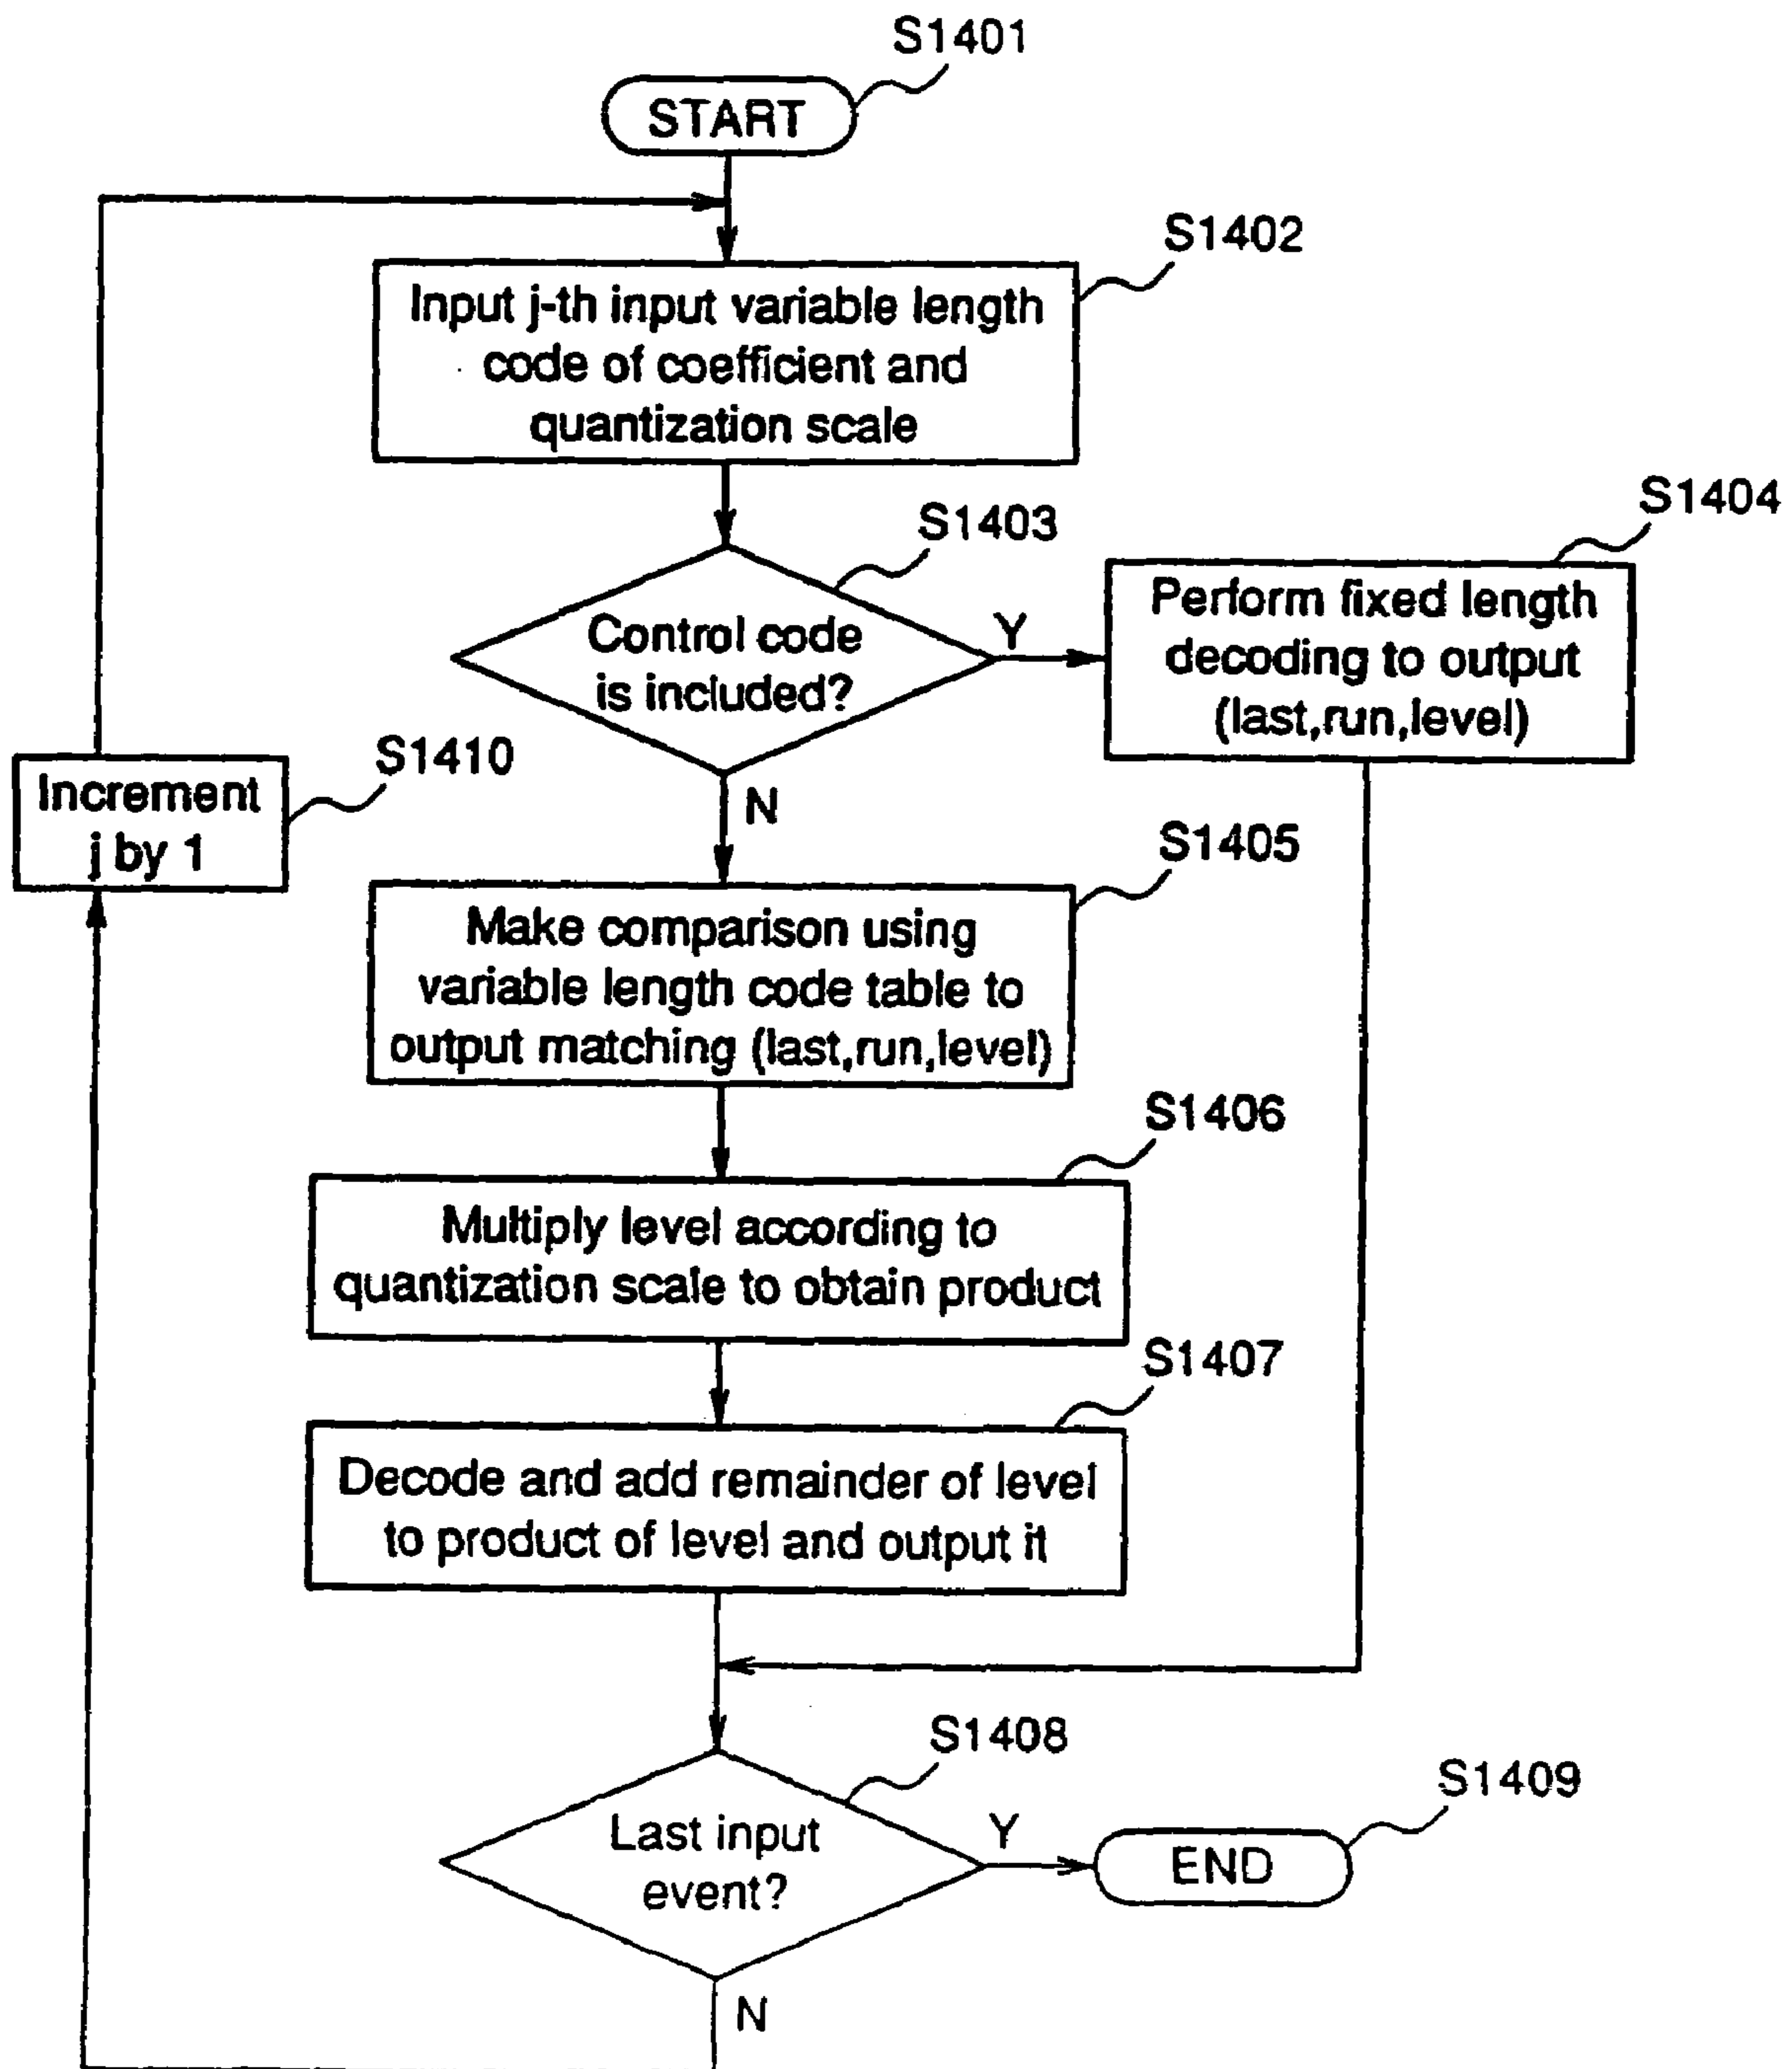 S1401
START
S1402
Input j-th input variable length
code of coefficient and
quantization scale
S1403
Control code
is included?
Y
N
S1404
Perform fixed length
decoding to output
(last,run,level)
S1410
Increment
j by 1
S1405
Make comparison using
variable length code table to
output matching (last,run,level)
S1406
Multiply level according to
quantization scale to obtain product
S1407
Decode and add remainder of level
to product of level and output it
S1408
Last input
event?
Y
N
S1409
END